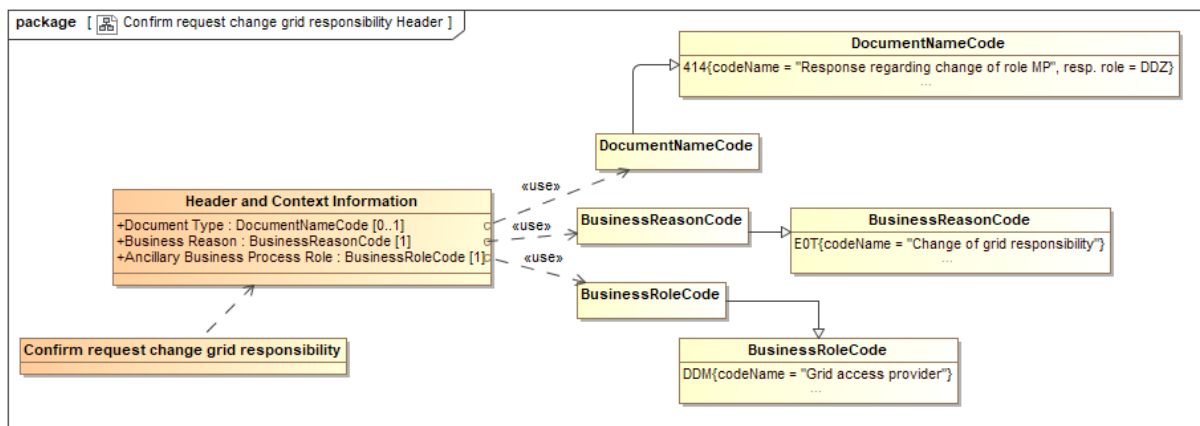 package [ Confirm request change grid responsibility Header ]
DocumentNameCode
414{codeName = "Response regarding change of role MP", resp. role = DDZ}
...
DocumentNameCode
«use»
Header and Context Information
+Document Type : DocumentNameCode [0..1]
+Business Reason : BusinessReasonCode [1]
+Ancillary Business Process Role : BusinessRoleCode [1]
«use»
BusinessReasonCode
BusinessReasonCode
E0T{codeName = "Change of grid responsibility"}
...
«use»
BusinessRoleCode
Confirm request change grid responsibility
BusinessRoleCode
DDM{codeName = "Grid access provider"}
...